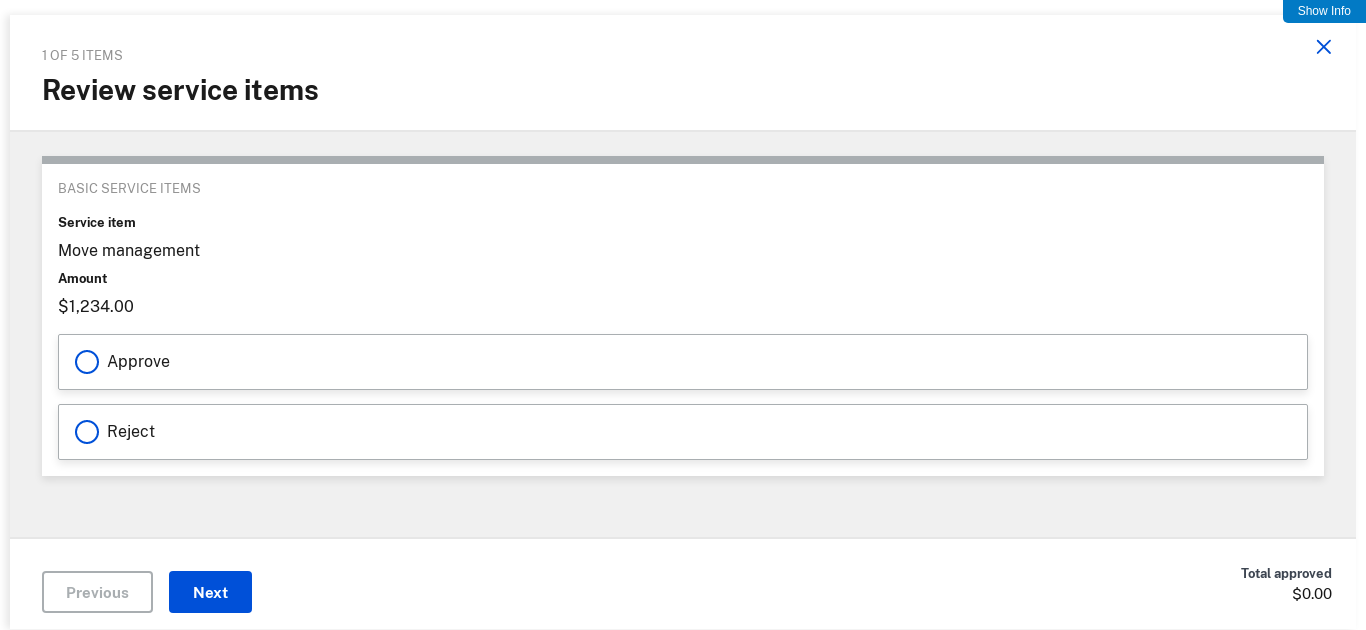 Show Info
1 OF 5 ITEMS
Review service items
BASIC SERVICE ITEMS
Service item
Move management
Amount
$1,234.00
Approve
Reject
Previous
Next
Total approved
$0.00